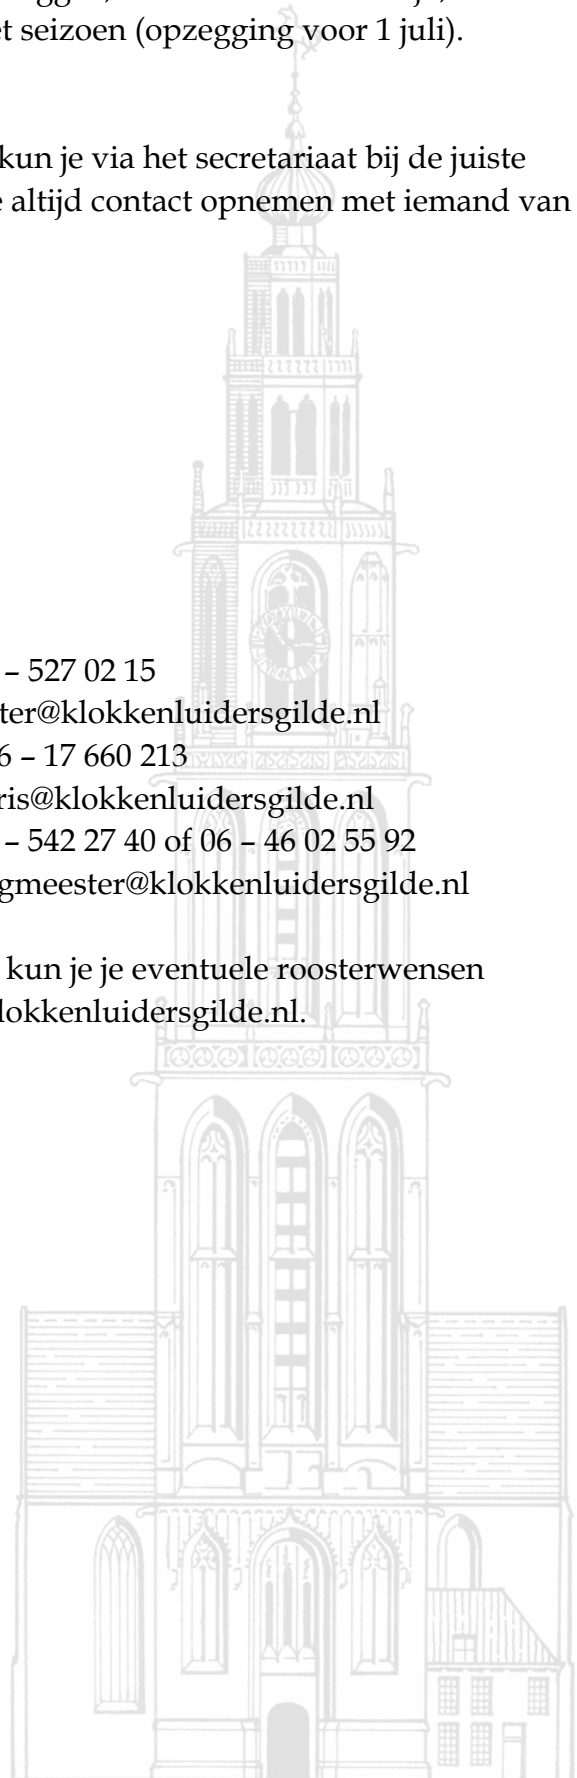 et seizoen (opzegging voor 1 juli).
kun je via het secretariaat bij de juiste
e altijd contact opnemen met iemand van
– 527 02 15
ter@klokkenluidersgilde.nl
6 – 17 660 213
ris@klokkenluidersgilde.nl
– 542 27 40 of 06 – 46 02 55 92
gmeester@klokkenluidersgilde.nl
kun je je eventuele roosterwensen
lokkenluidersgilde.nl.